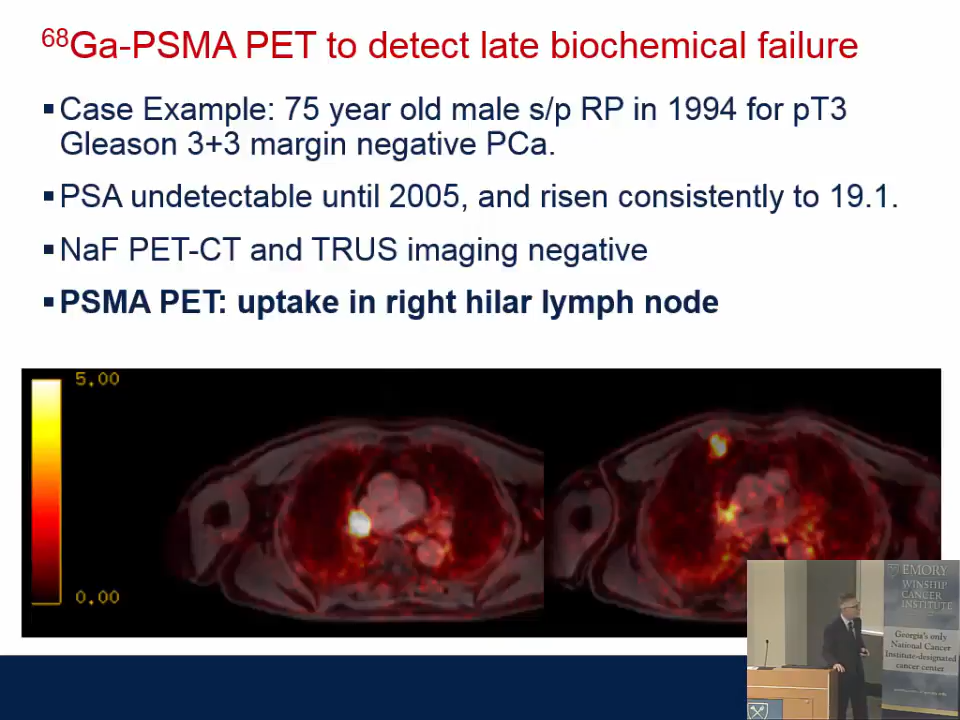 68Ga-PSMA PET to detect late biochemical failure
▪ Case Example: 75 year old male s/p RP in 1994 for pT3
Gleason 3+3 margin negative PCa.
▪ PSA undetectable until 2005, and risen consistently to 19.1.
▪ NaF PET-CT and TRUS imaging negative
▪ PSMA PET: uptake in right hilar lymph node
5.00
0.00
EMORY
WINSHIP
CANCER
INSTITUTE
Georgia's only
National Cancer
Institute-designated
cancer center